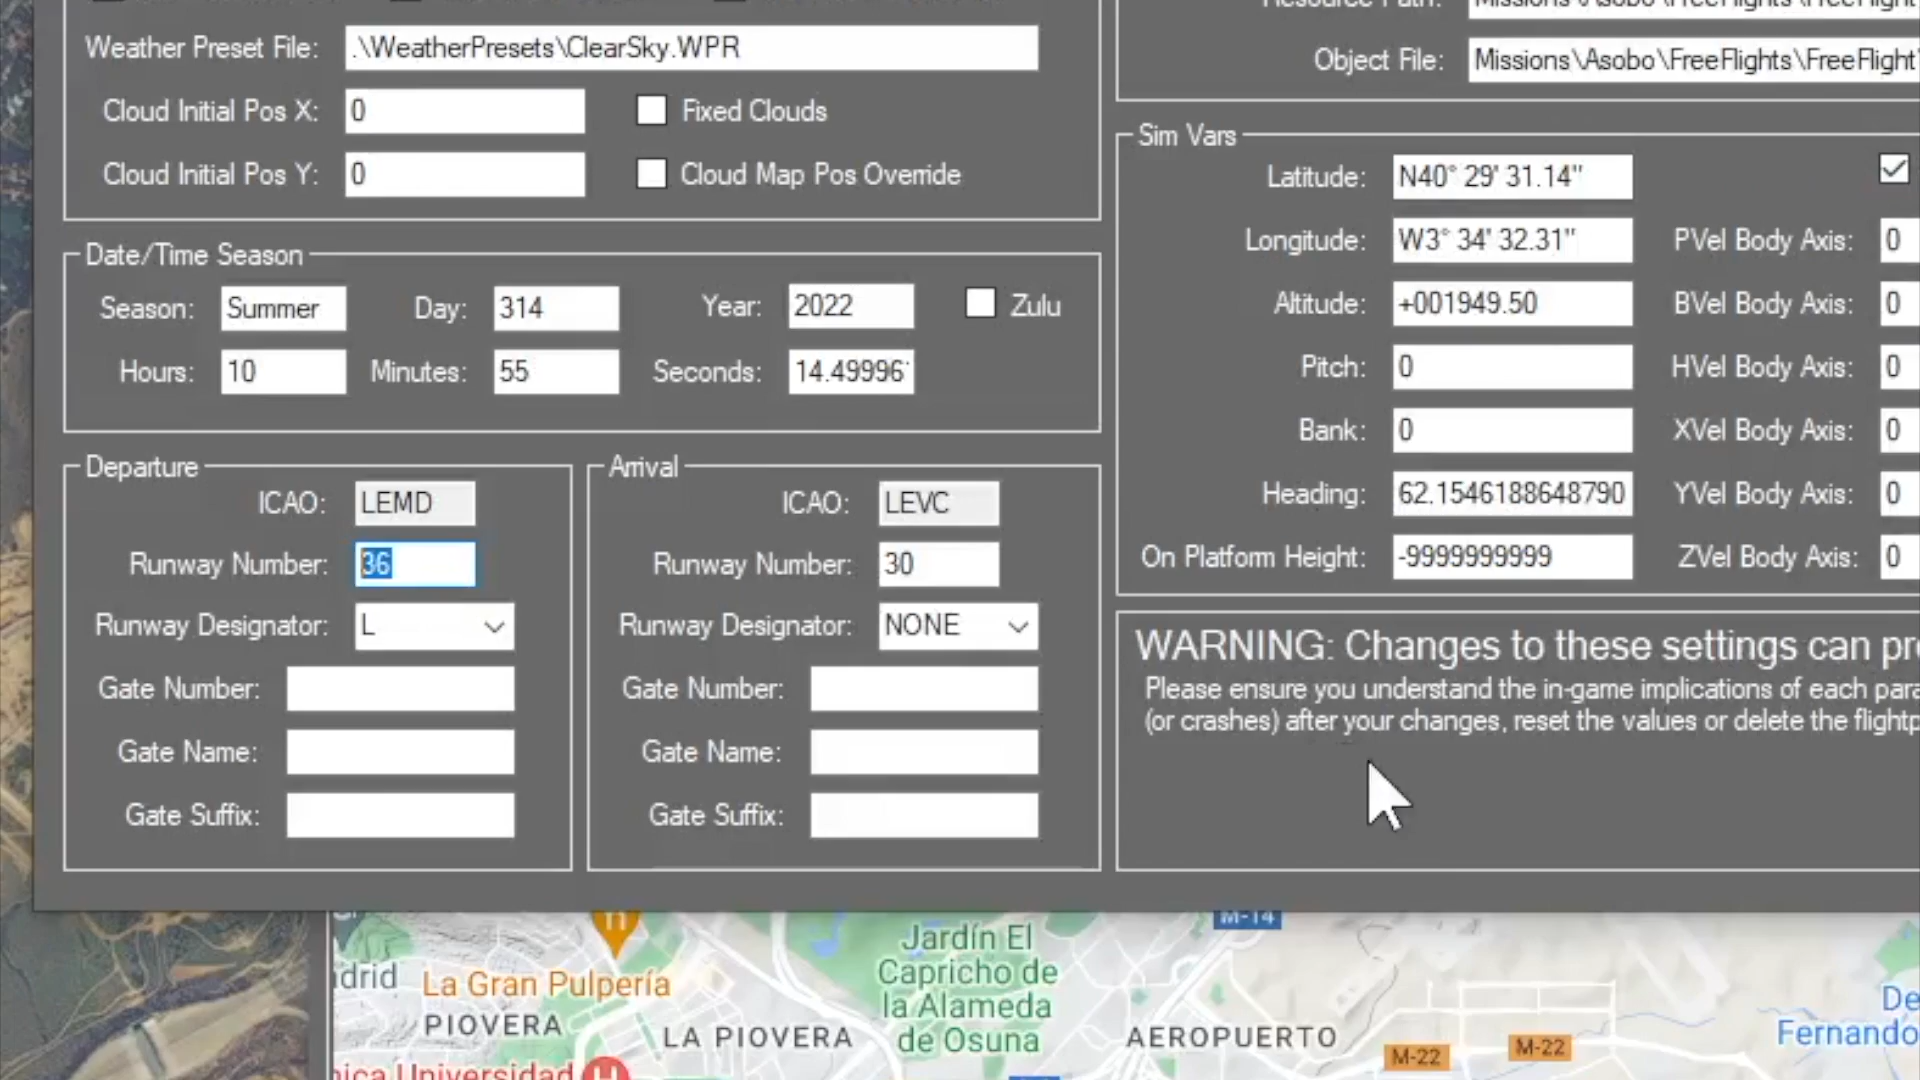 Weather Preset File: .\WeatherPresets\ClearSky.WPR
Cloud Initial Pos X: 0
Fixed Clouds
Cloud Initial Pos Y: 0
Cloud Map Pos Override
Date/Time Season
Season: Summer Day: 314 Year: 2022 Zulu
Hours: 10 Minutes: 55 Seconds: 14.49996
Departure
ICAO: LEMD
Runway Number: 36
Runway Designator: L
Gate Number:
Gate Name:
Gate Suffix:
Arrival
ICAO: LEVC
Runway Number: 30
Runway Designator: NONE
Gate Number:
Gate Name:
Gate Suffix:
Resource Path: Missions\Asobo\FreeFlights\FreeFlight
Object File: Missions\Asobo\FreeFlights\FreeFlight
Sim Vars
Latitude: N40° 29' 31.14"
Longitude: W3° 34' 32.31" PVel Body Axis: 0
Altitude: +001949.50 BVel Body Axis: 0
Pitch: 0 HVel Body Axis: 0
Bank: 0 XVel Body Axis: 0
Heading: 62.1546188648790 YVel Body Axis: 0
On Platform Height: -9999999999 ZVel Body Axis: 0
WARNING: Changes to these settings can pr
Please ensure you understand the in-game implications of each para
(or crashes) after your changes, reset the values or delete the flightp
M-14
drid
La Gran Pulpería
PIOVERA
LA PIOVERA
Jardín El
Capricho de
la Alameda
de Osuna
AEROPUERTO
M-22
M-22
De
Fernando
nica Universidad
H